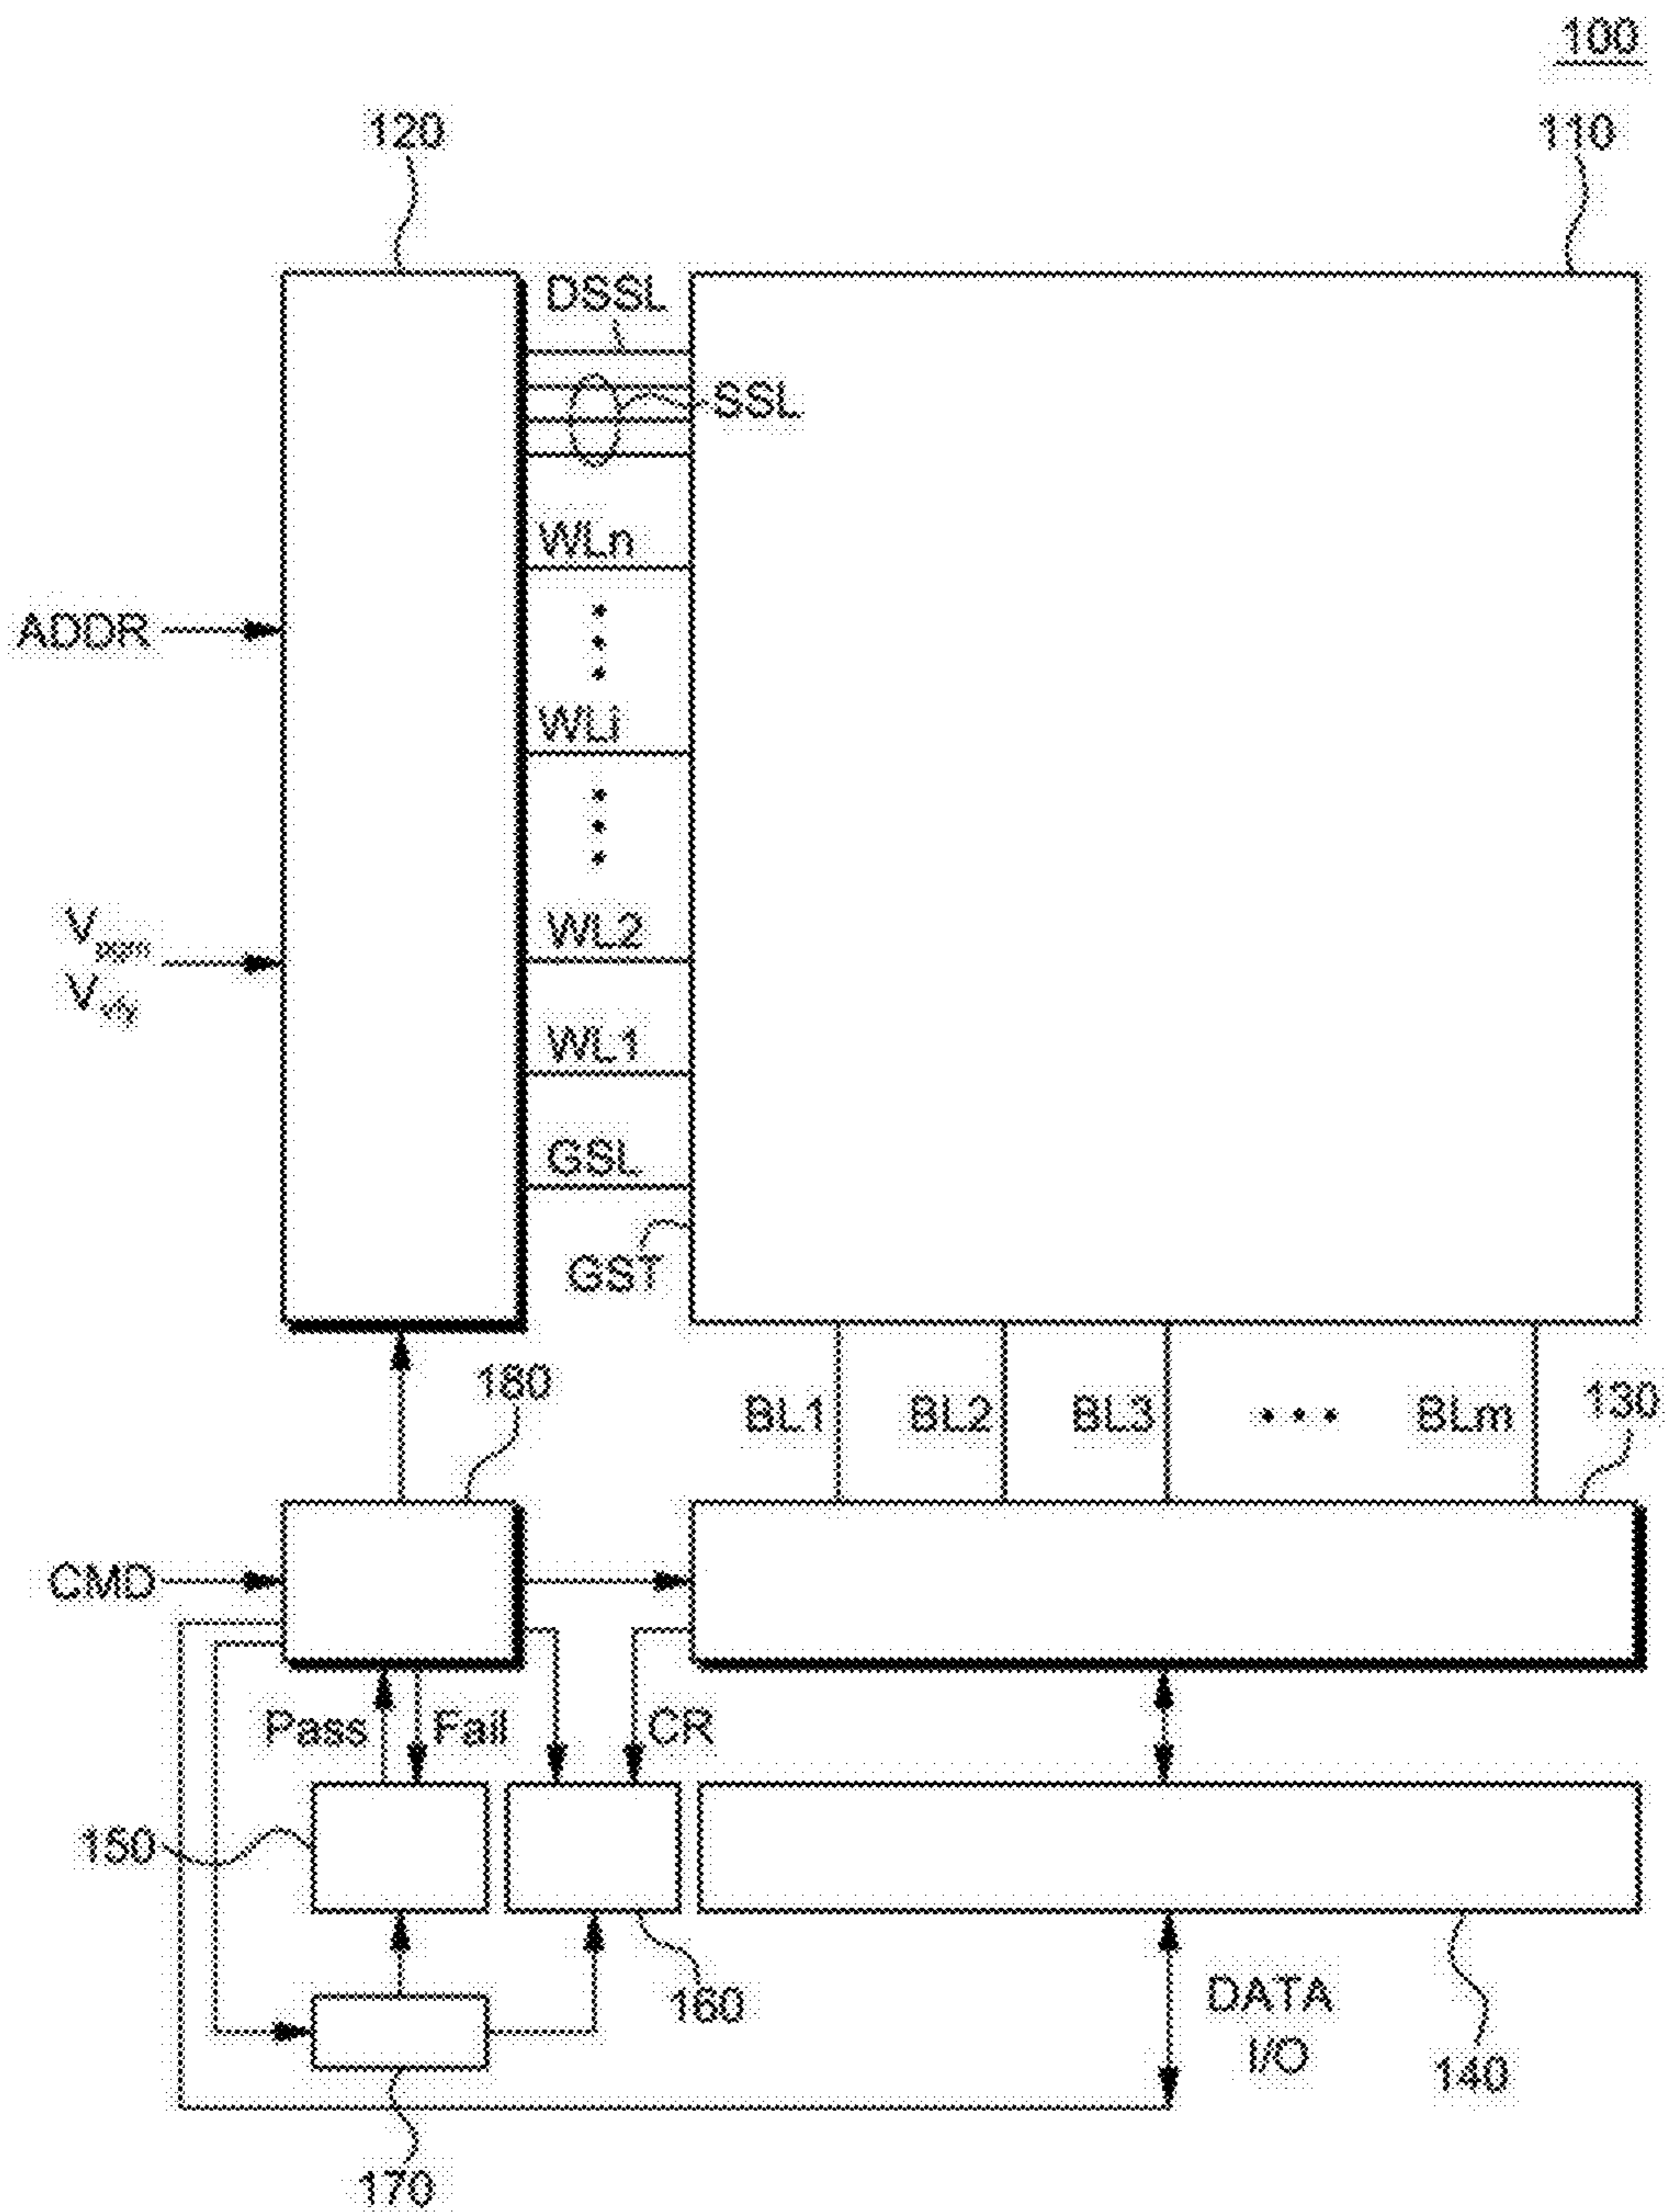 100
120
110
DSSL
SSL
WLn
ADDR
WLi
Vpgm
Vvfy
WL2
WL1
GSL
GST
180
BL1
BL2
BL3
BLm
130
CMD
Pass
Fail
CR
150
160
DATA
I/O
140
170